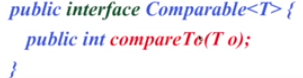 public interface Comparable<T> {
public int compareTo(T o);
}